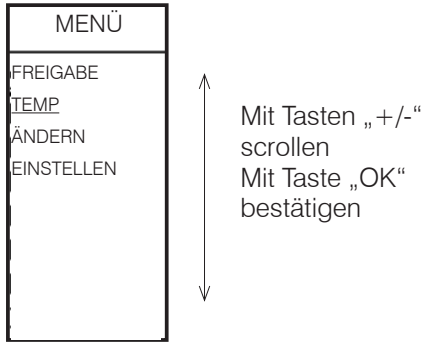 MENÜ
FREIGABE
TEMP
ÄNDERN
EINSTELLEN
Mit Tasten „+/-“
scrollen
Mit Taste „OK“
bestätigen